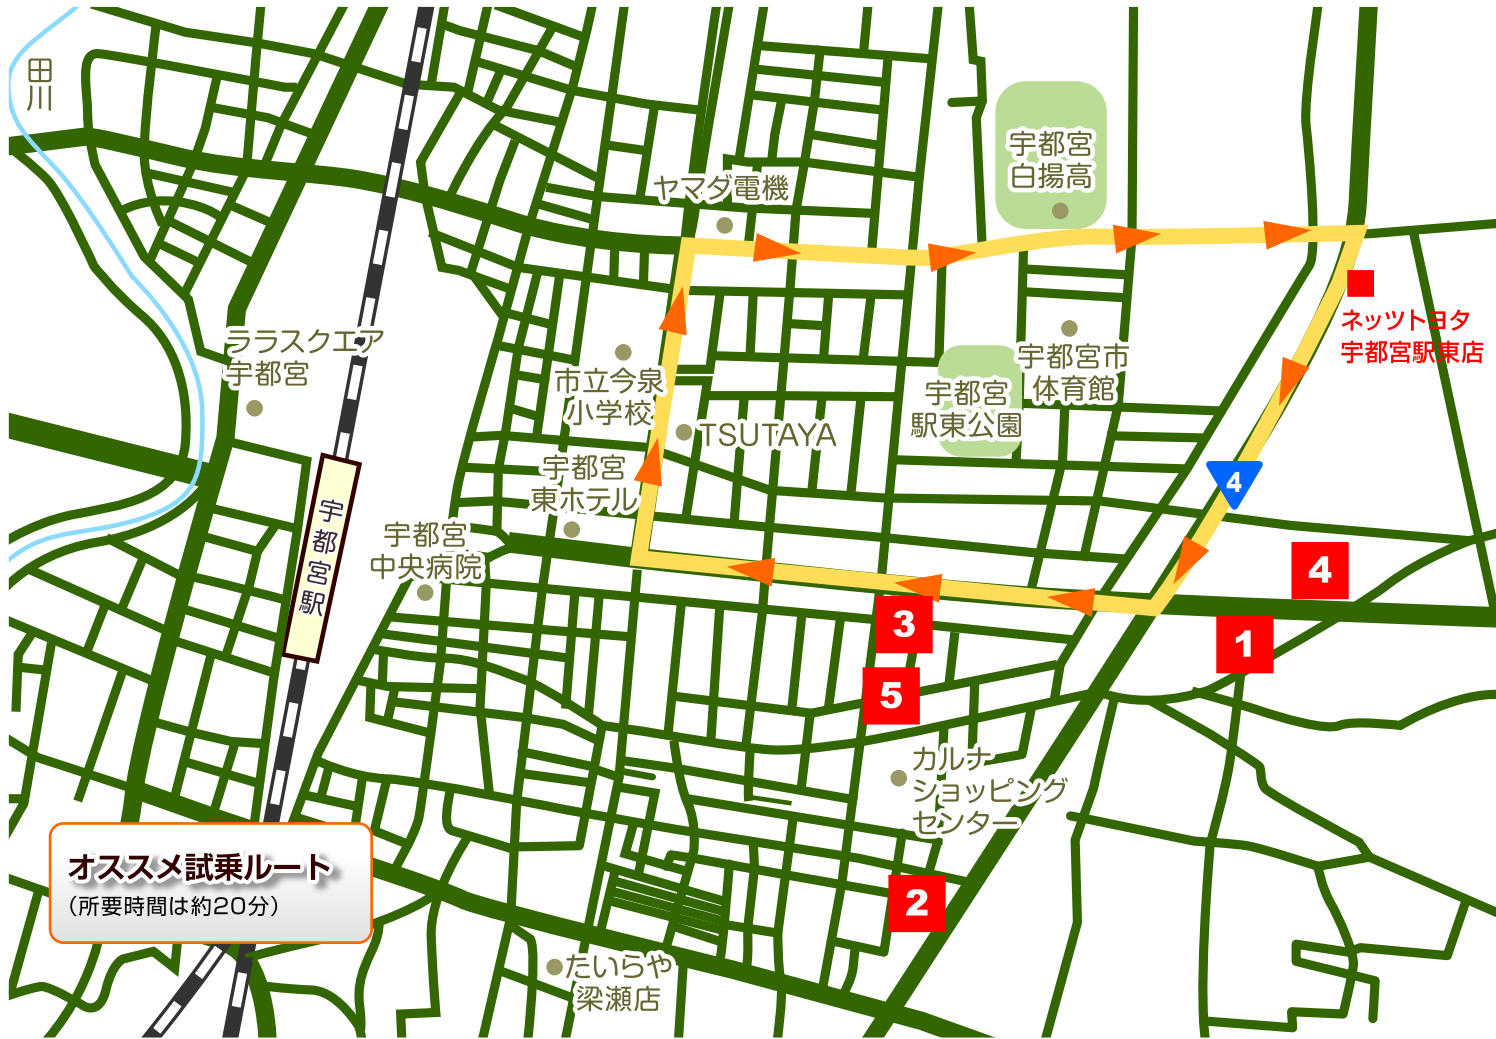 田川
宇都宮
白揚高
ヤマダ電機
ネッツトヨタ
宇都宮駅東店
ララスクエア
宇都宮
宇都宮市
体育館
市立今泉
小学校
宇都宮
駅東公園
TSUTAYA
宇都宮
東ホテル
4
宇都宮駅
宇都宮
中央病院
4
3
1
5
カルナ
ショッピング
センター
オススメ試乗ルート
（所要時間は約20分）
2
たいらや
梁瀬店